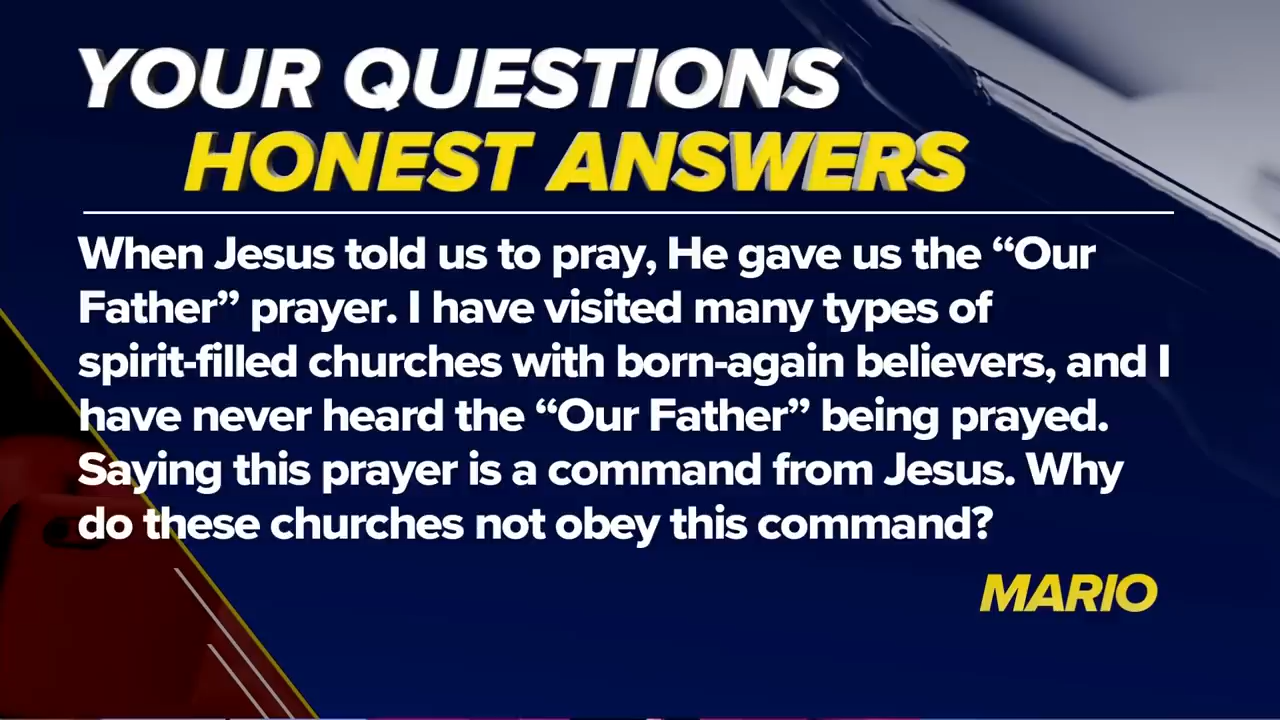 YOUR QUESTIONS
HONEST ANSWERS
When Jesus told us to pray, He gave us the “Our
Father” prayer. I have visited many types of
spirit-filled churches with born-again believers, and I
have never heard the “Our Father” being prayed.
Saying this prayer is a command from Jesus. Why
do these churches not obey this command?
MARIO